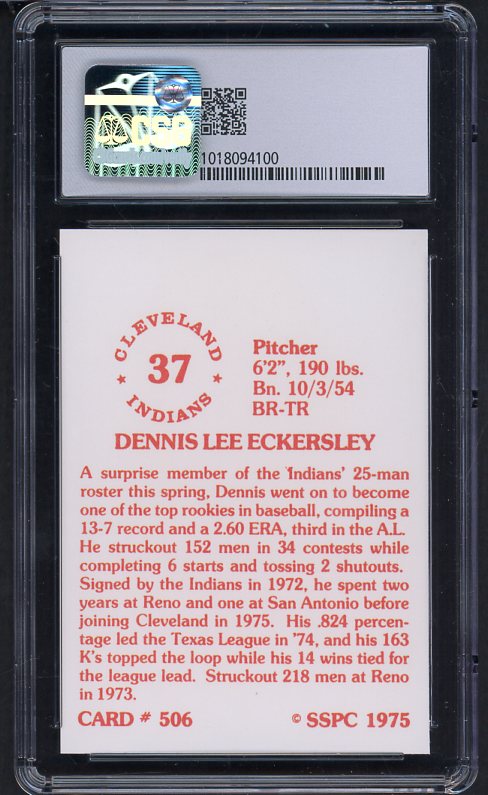 CSG
1018094100
CLEVELAND
37
INDIANS
Pitcher
6'2", 190 lbs.
Bn. 10/3/54
BR-TR
DENNIS LEE ECKERSLEY
A surprise member of the Indians' 25-man
roster this spring, Dennis went on to become
one of the top rookies in baseball, compiling a
13-7 record and a 2.60 ERA, third in the A.L.
He struckout 152 men in 34 contests while
completing 6 starts and tossing 2 shutouts.
Signed by the Indians in 1972, he spent two
years at Reno and one at San Antonio before
joining Cleveland in 1975. His .824 percen-
tage led the Texas League in '74, and his 163
K's topped the loop while his 14 wins tied for
the league lead. Struckout 218 men at Reno
in 1973.
CARD # 506
© SSPC 1975